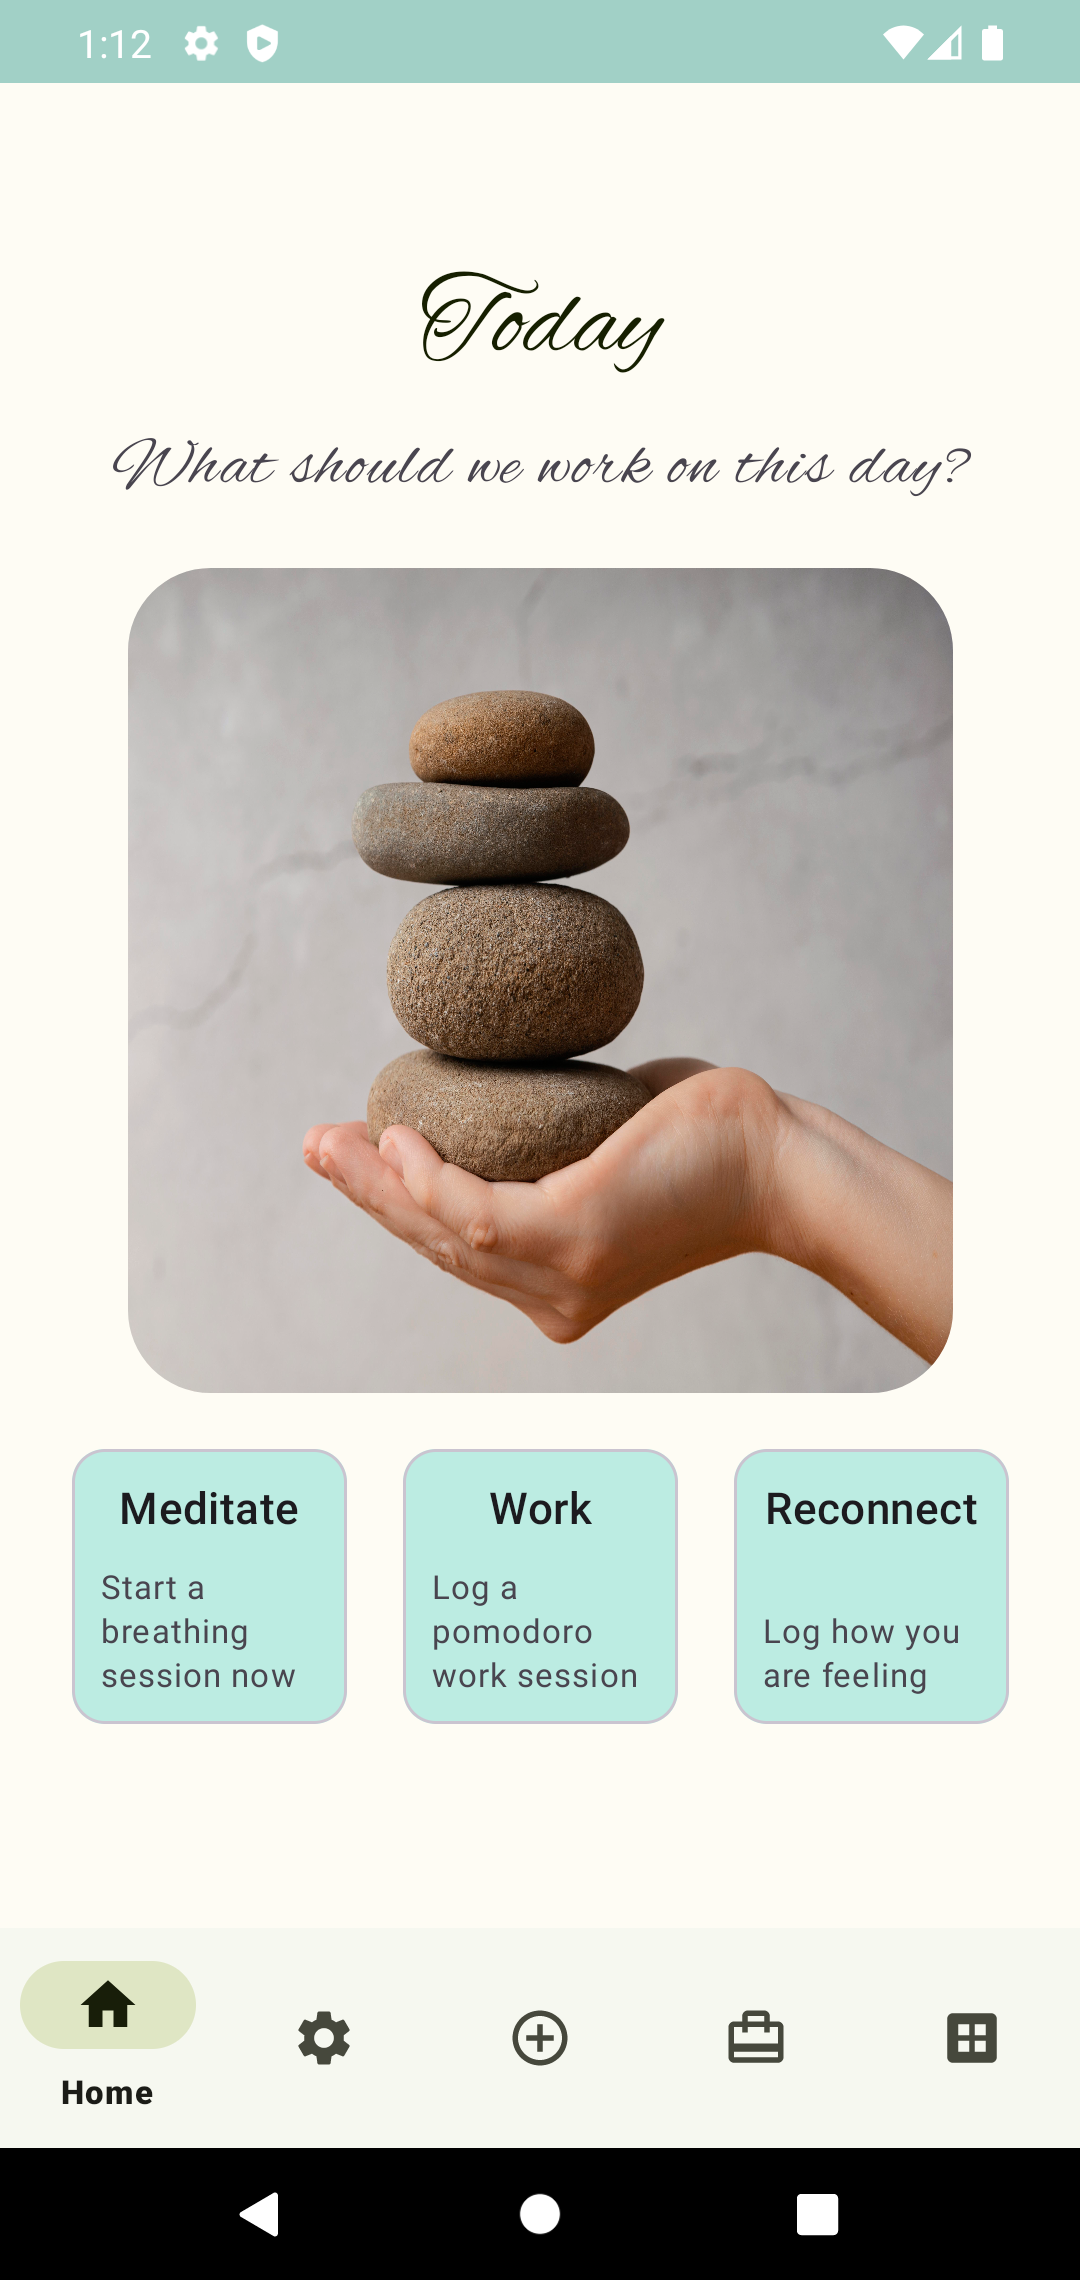 1:12
Today
What should we work on this day?
Meditate
Start a
breathing
session now
Work
Log a
pomodoro
work session
Reconnect
Log how you
are feeling
Home